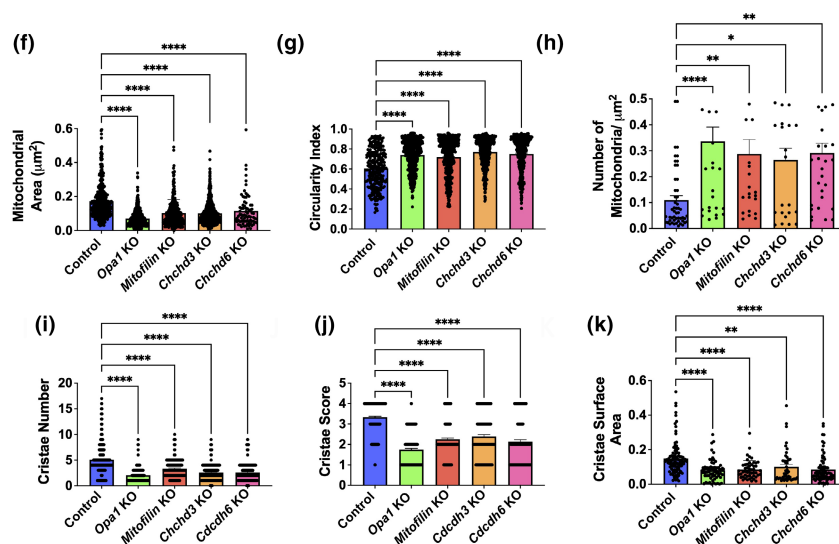 (f)
****
****
****
****
Mitochondrial
Area (μm²)
0.6
0.4
0.2
0.0
Control
Opa1 KO
Mitofilin KO
Chchd3 KO
Chchd6 KO
(g)
****
****
****
****
Circularity Index
1.0
0.8
0.6
0.4
0.2
0.0
Control
Opa1 KO
Mitofilin KO
Chchd3 KO
Chchd6 KO
(h)
**
*
**
****
Number of
Mitochondria/ μm²
0.5
0.4
0.3
0.2
0.1
0.0
Control
Opa1 KO
Mitofilin KO
Chchd3 KO
Chchd6 KO
(i)
****
****
****
****
Cristae Number
20
15
10
5
0
Control
Opa1 KO
Mitofilin KO
Chchd3 KO
Cdcdh6 KO
(j)
****
****
****
****
Cristae Score
5
4
3
2
1
0
Control
Opa1 KO
Mitofilin KO
Cdcdh3 KO
Cdcdh6 KO
(k)
****
**
****
****
Cristae Surface
Area
0.6
0.4
0.2
0.0
Control
Opa1 KO
Mitofilin KO
Chchd3 KO
Chchd6 KO